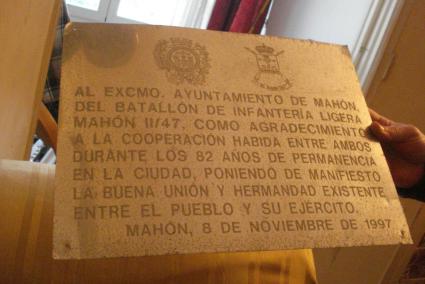 AL EXCMO. AYUNTAMIENTO DE MAHÓN,
DEL BATALLÓN DE INFANTERÍA LIGERA
MAHÓN II/47, COMO AGRADECIMIENTO
A LA COOPERACIÓN HABIDA ENTRE AMBOS
DURANTE LOS 82 AÑOS DE PERMANENCIA
EN LA CIUDAD, PONIENDO DE MANIFIESTO
LA BUENA UNIÓN Y HERMANDAD EXISTENTE
ENTRE EL PUEBLO Y SU EJÉRCITO.
MAHÓN, 8 DE NOVIEMBRE DE 1997